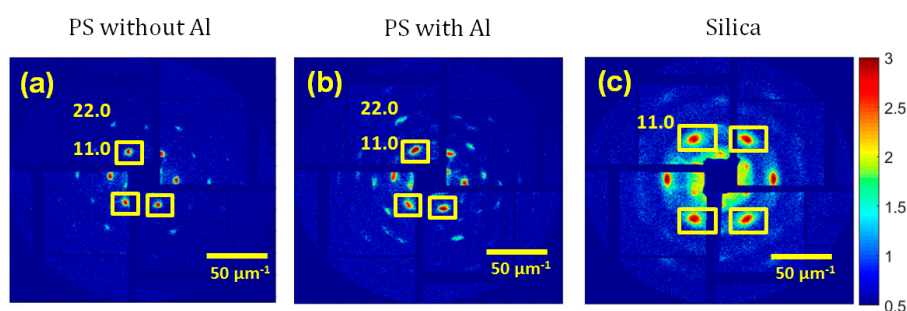 PS without Al
PS with Al
Silica
(a)
22.0
11.0
50 µm⁻¹
(b)
22.0
11.0
50 µm⁻¹
(c)
11.0
50 µm⁻¹
3
2.5
2
1.5
1
0.5